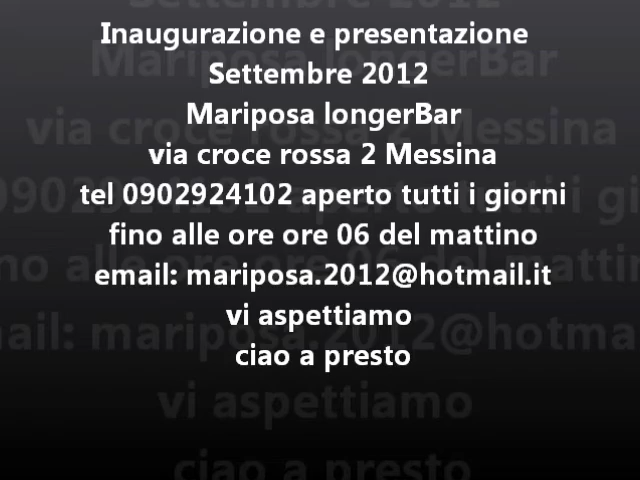 Inaugurazione e presentazione
Settembre 2012
Mariposa longerBar
via croce rossa 2 Messina
tel 0902924102 aperto tutti i giorni
fino alle ore ore 06 del mattino
email: mariposa.2012@hotmail.it
vi aspettiamo
ciao a presto